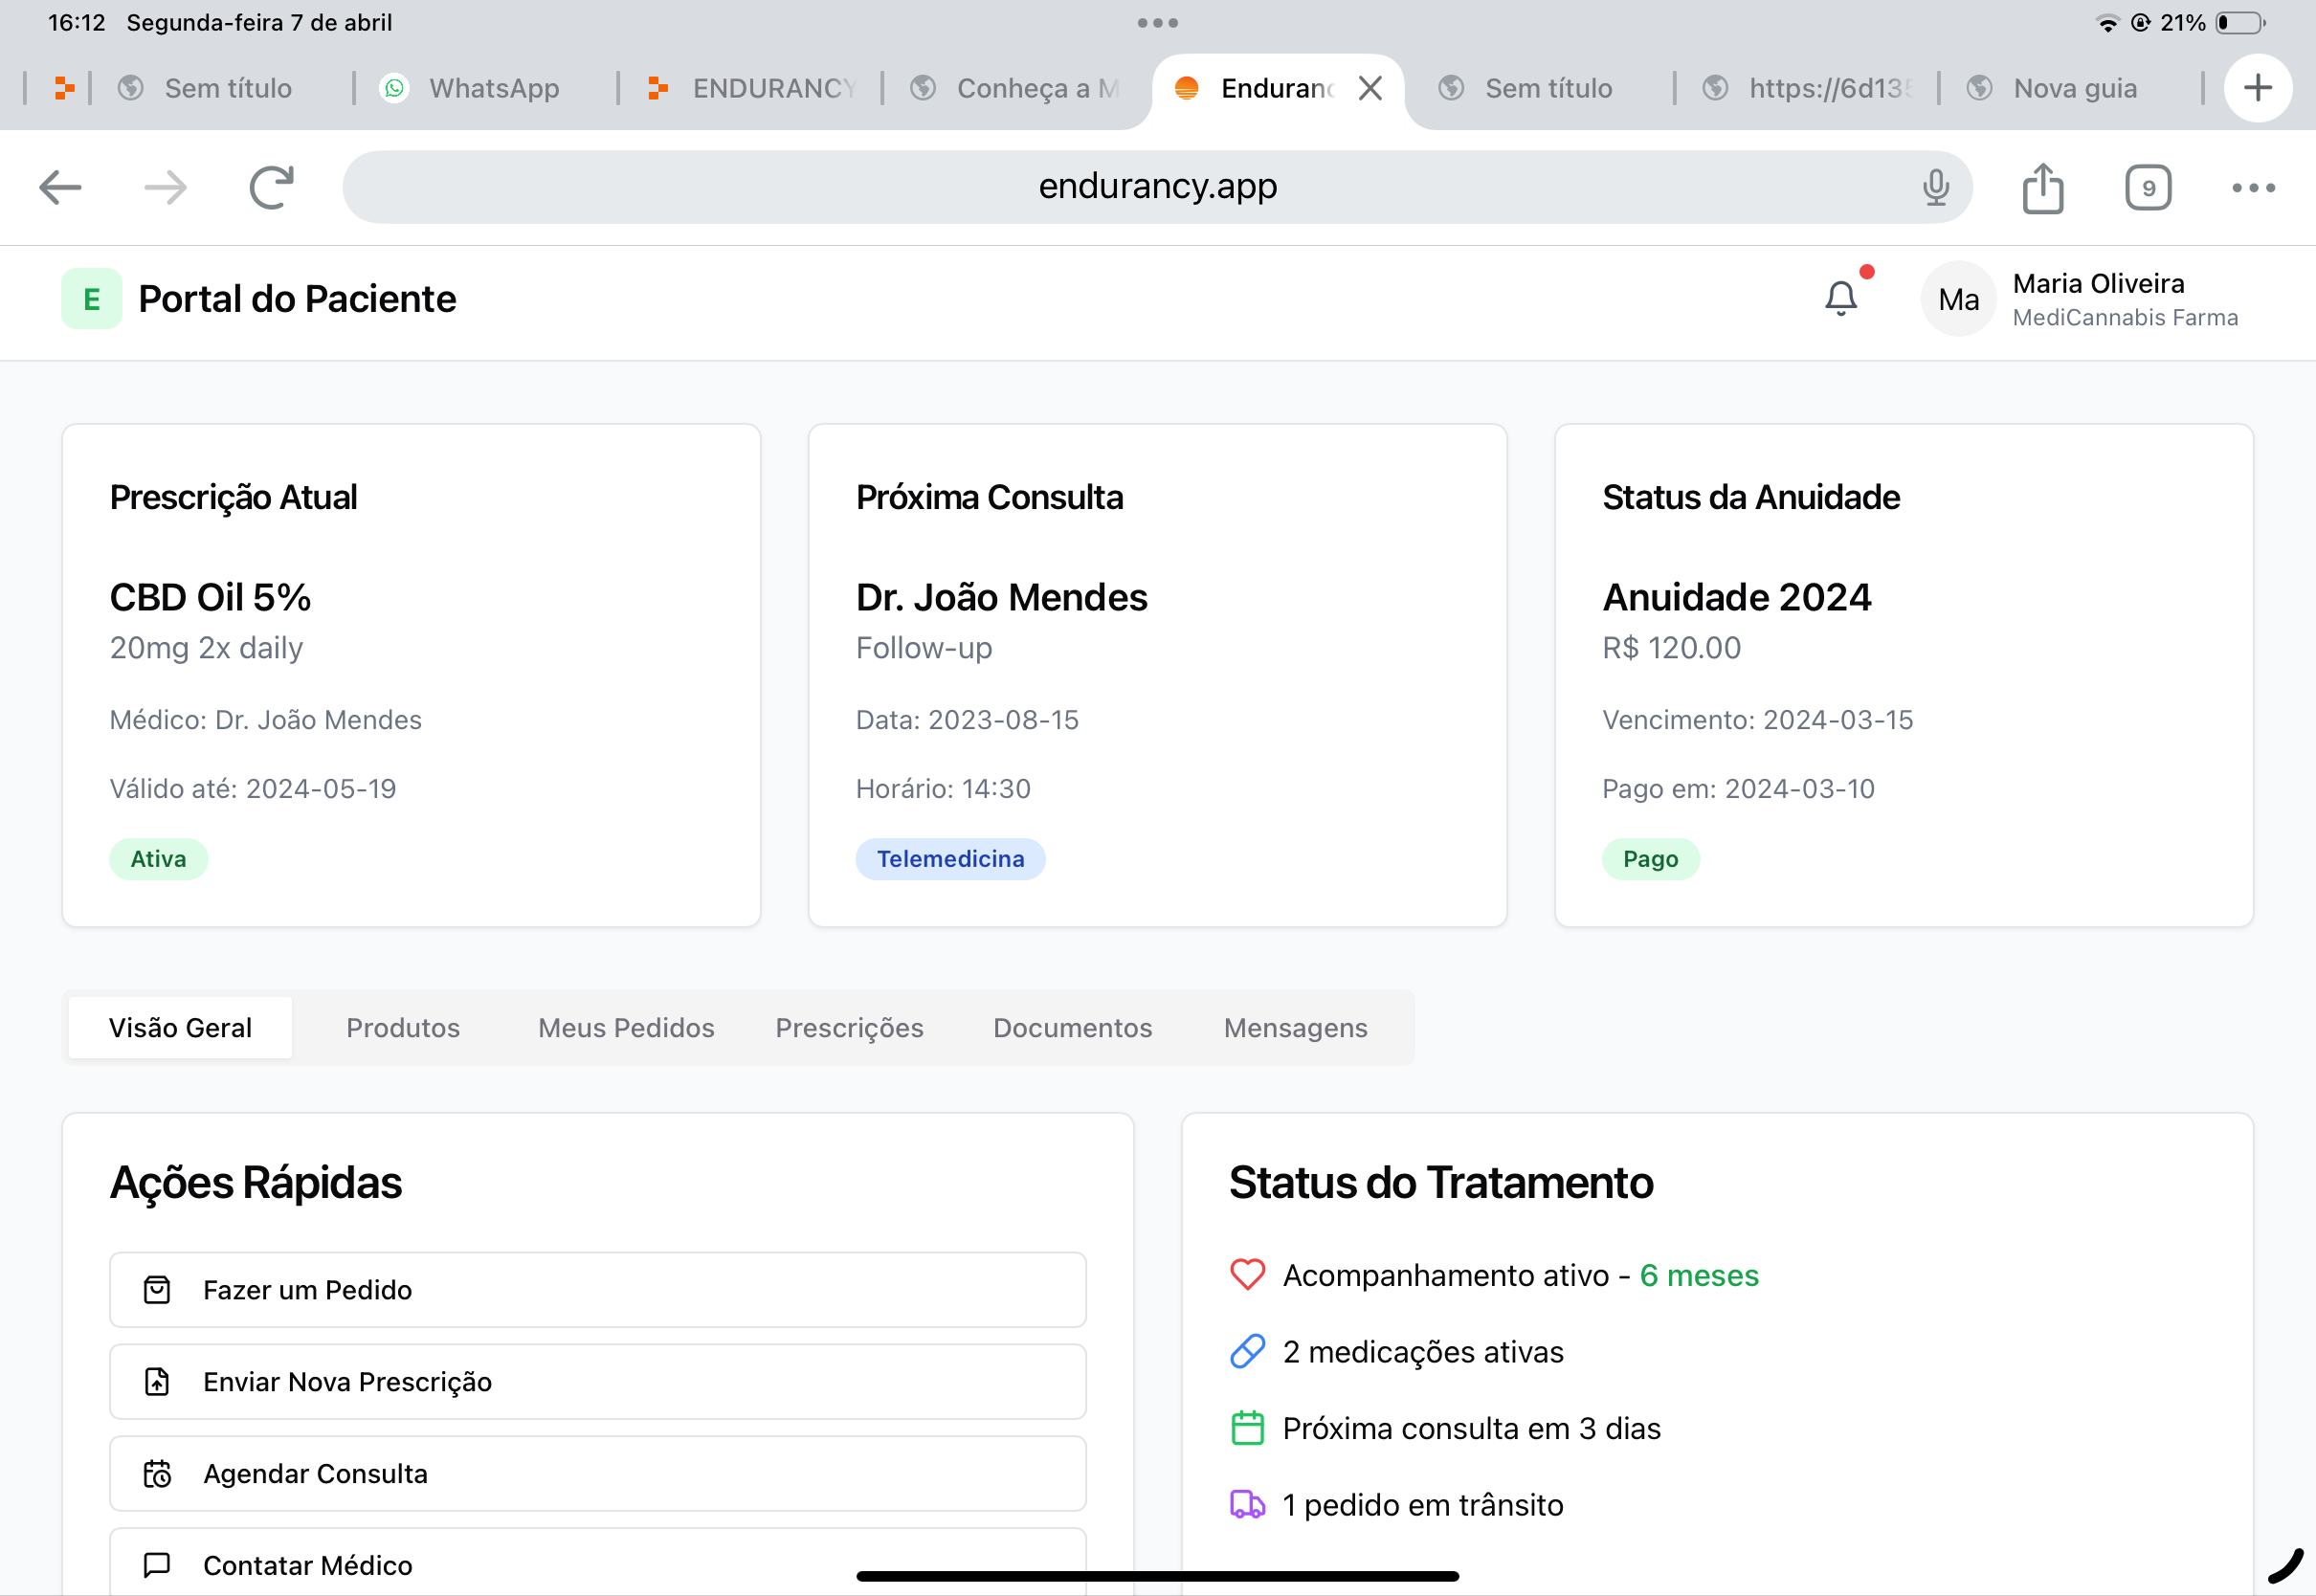 16:12 Segunda-feira 7 de abril
21%
Sem título
WhatsApp
ENDURANCY
Conheça a M
Enduranc
Sem título
https://6d135
Nova guia
endurancy.app
9
E
Portal do Paciente
Ma
Maria Oliveira
MediCannabis Farma
Prescrição Atual
CBD Oil 5%
20mg 2x daily
Médico: Dr. João Mendes
Válido até: 2024-05-19
Ativa
Próxima Consulta
Dr. João Mendes
Follow-up
Data: 2023-08-15
Horário: 14:30
Telemedicina
Status da Anuidade
Anuidade 2024
R$ 120.00
Vencimento: 2024-03-15
Pago em: 2024-03-10
Pago
Visão Geral
Produtos
Meus Pedidos
Prescrições
Documentos
Mensagens
Ações Rápidas
Fazer um Pedido
Enviar Nova Prescrição
Agendar Consulta
Contatar Médico
Status do Tratamento
Acompanhamento ativo - 6 meses
2 medicações ativas
Próxima consulta em 3 dias
1 pedido em trânsito